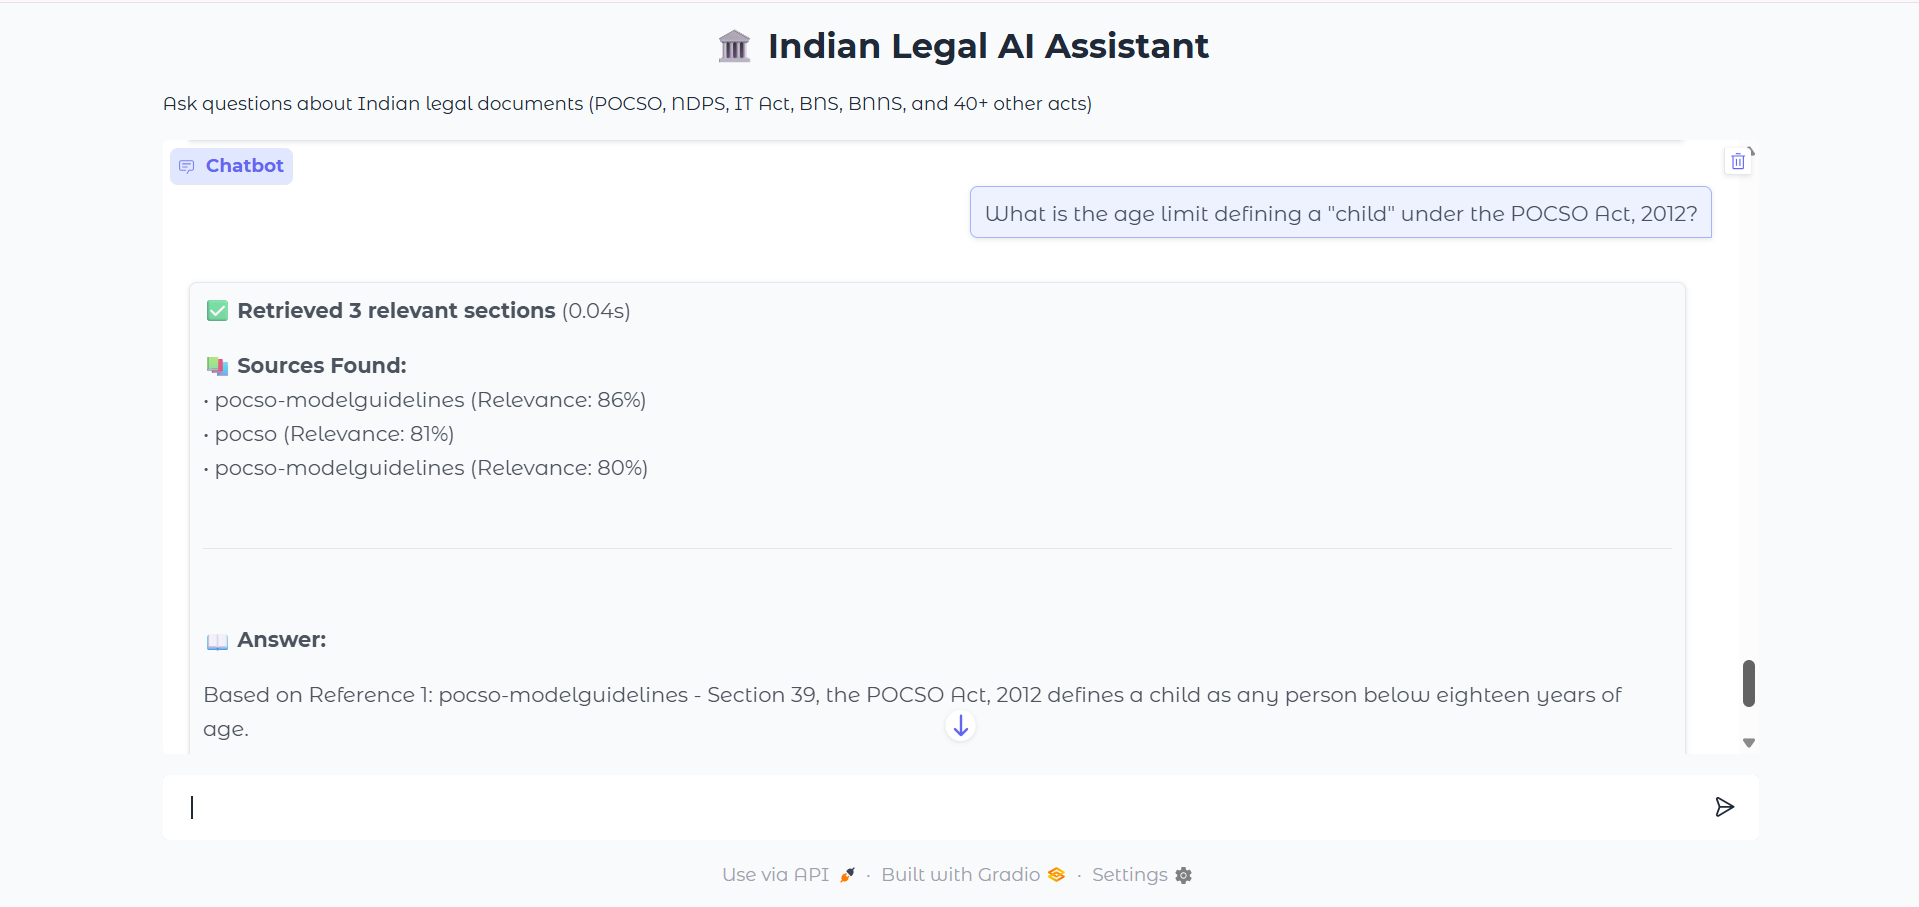 Indian Legal AI Assistant
Ask questions about Indian legal documents (POCSO, NDPS, IT Act, BNS, BNNS, and 40+ other acts)
Chatbot
What is the age limit defining a "child" under the POCSO Act, 2012?
Retrieved 3 relevant sections (0.04s)
Sources Found:
• pocso-modelguidelines (Relevance: 86%)
• pocso (Relevance: 81%)
• pocso-modelguidelines (Relevance: 80%)
Answer:
Based on Reference 1: pocso-modelguidelines - Section 39, the POCSO Act, 2012 defines a child as any person below eighteen years of
age.
Use via API · Built with Gradio · Settings